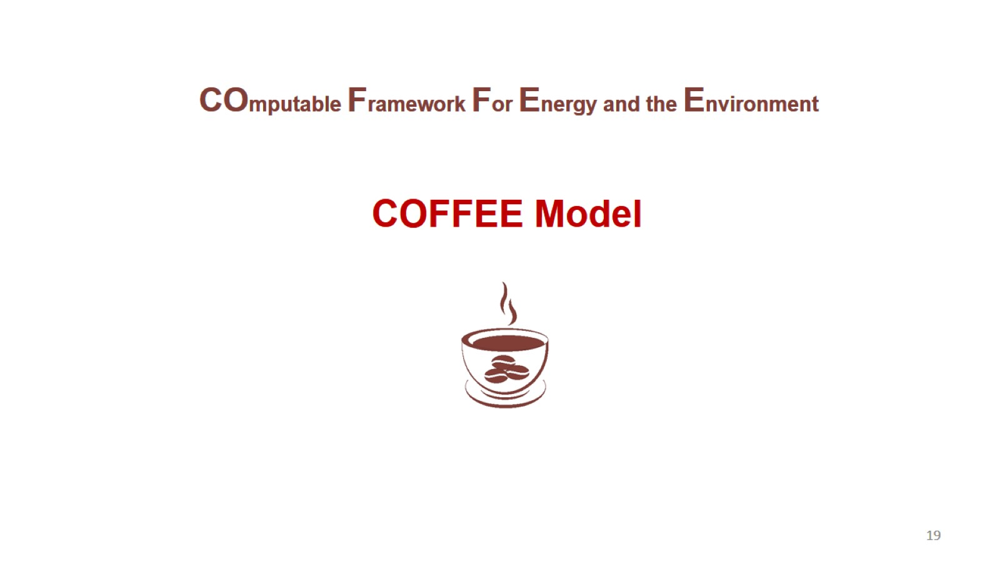 COmputable Framework For Energy and the Environment
COFFEE Model
19